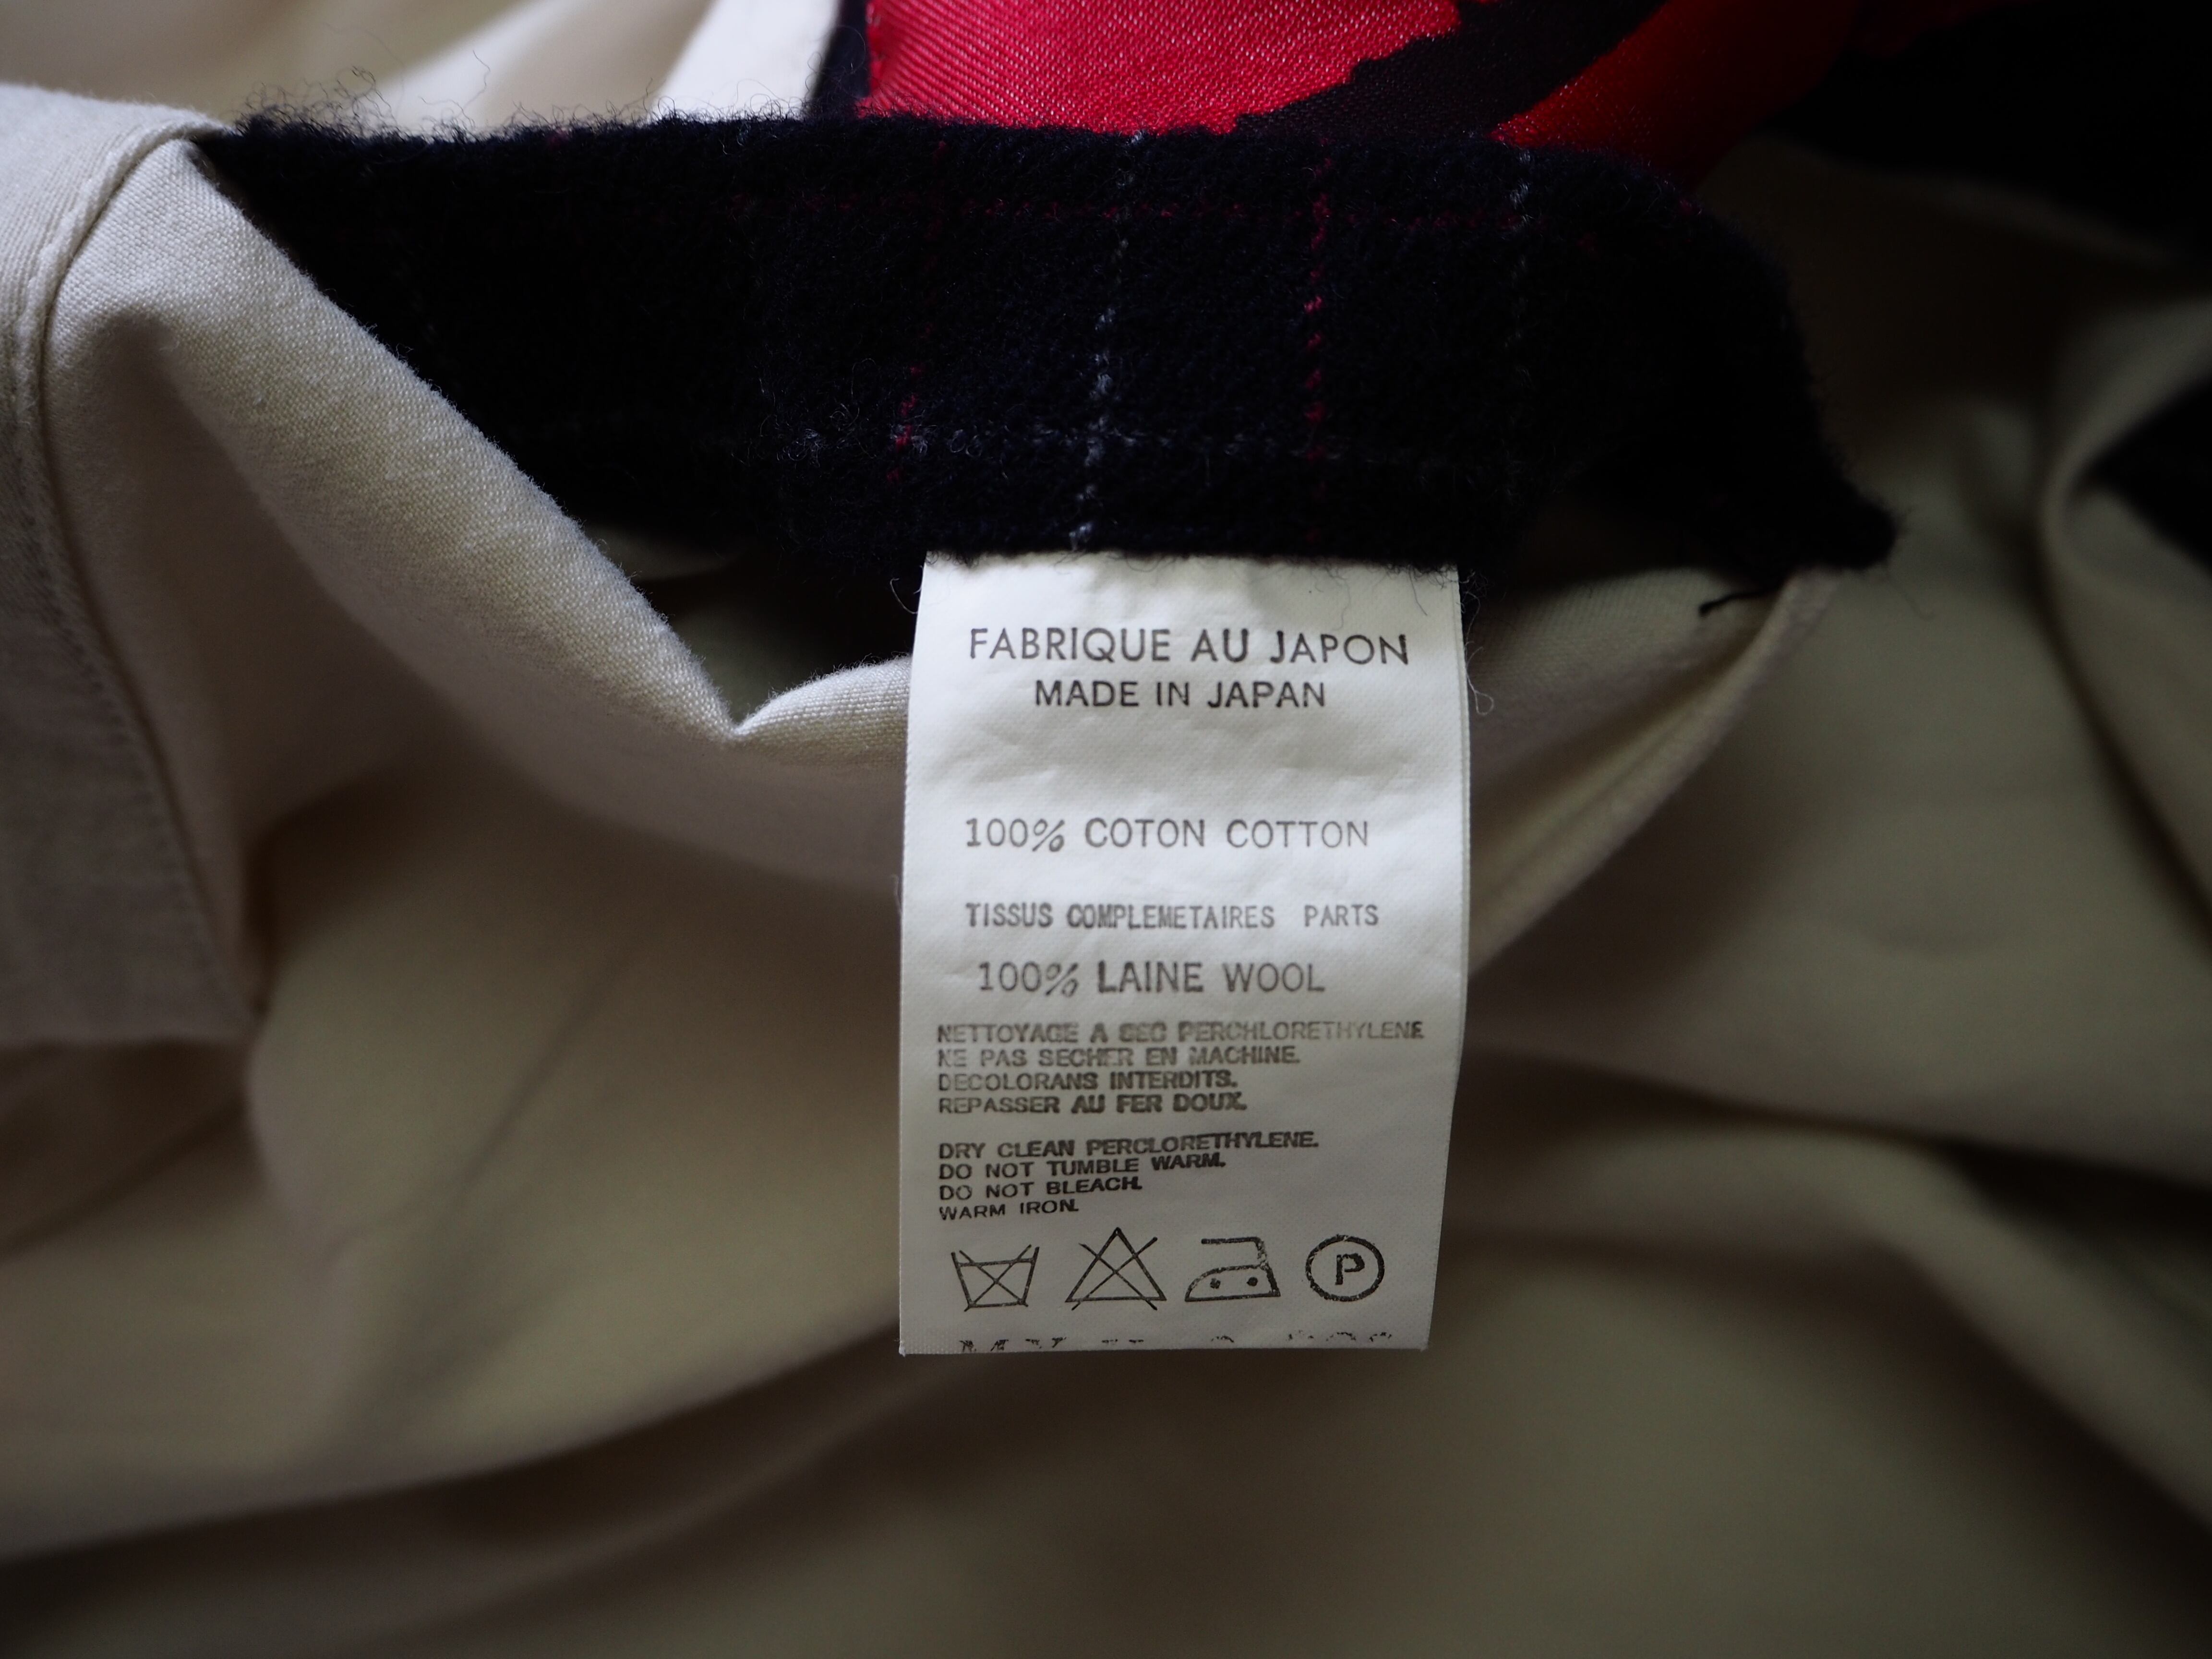 FABRIQUE AU JAPON
MADE IN JAPAN
100% COTON COTTON
TISSUS COMPLEMETAIRES PARTS
100% LAINE WOOL
NETTOYAGE A SEC PERCHLORETHYLENE
NE PAS SECHER EN MACHINE.
DECOLORANS INTERDITS.
REPASSER AU FER DOUX.
DRY CLEAN PERCLORETHYLENE.
DO NOT TUMBLE WARM.
DO NOT BLEACH.
WARM IRON.
P